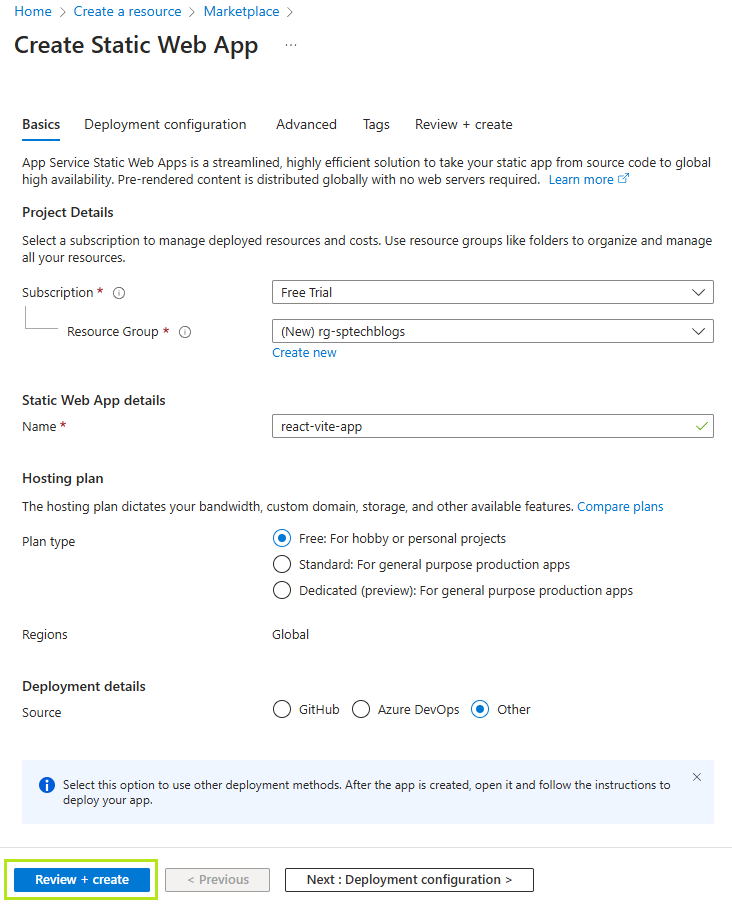 Home > Create a resource > Marketplace >
Create Static Web App ...
Basics Deployment configuration Advanced Tags Review + create
App Service Static Web Apps is a streamlined, highly efficient solution to take your static app from source code to global
high availability. Pre-rendered content is distributed globally with no web servers required. Learn more
Project Details
Select a subscription to manage deployed resources and costs. Use resource groups like folders to organize and manage
all your resources.
Subscription * Free Trial
Resource Group * (New) rg-sptechblogs
Create new
Static Web App details
Name * react-vite-app
Hosting plan
The hosting plan dictates your bandwidth, custom domain, storage, and other available features. Compare plans
Plan type Free: For hobby or personal projects
Standard: For general purpose production apps
Dedicated (preview): For general purpose production apps
Regions Global
Deployment details
Source GitHub Azure DevOps Other
Select this option to use other deployment methods. After the app is created, open it and follow the instructions to
deploy your app.
Review + create < Previous Next : Deployment configuration >